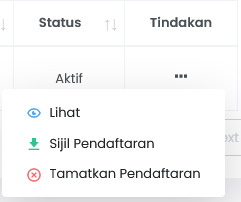 Status Tindakan
Aktif ...
Lihat
Sijil Pendaftaran
Tamatkan Pendaftaran